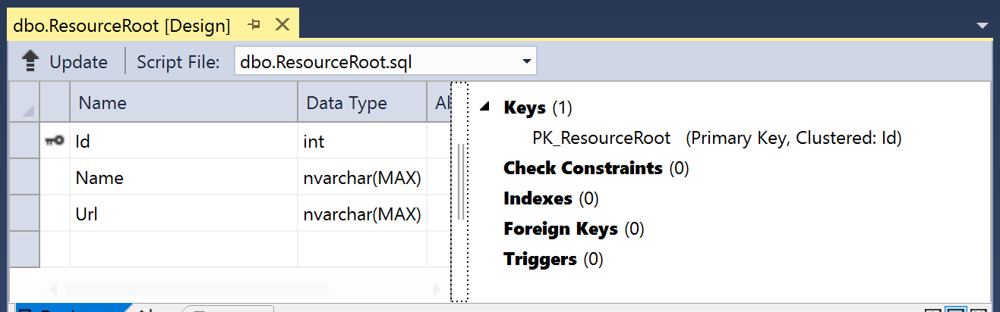 dbo.ResourceRoot [Design]
Update Script File: dbo.ResourceRoot.sql
Name Data Type
Id int
Name nvarchar(MAX)
Url nvarchar(MAX)
Keys (1)
PK_ResourceRoot (Primary Key, Clustered: Id)
Check Constraints (0)
Indexes (0)
Foreign Keys (0)
Triggers (0)